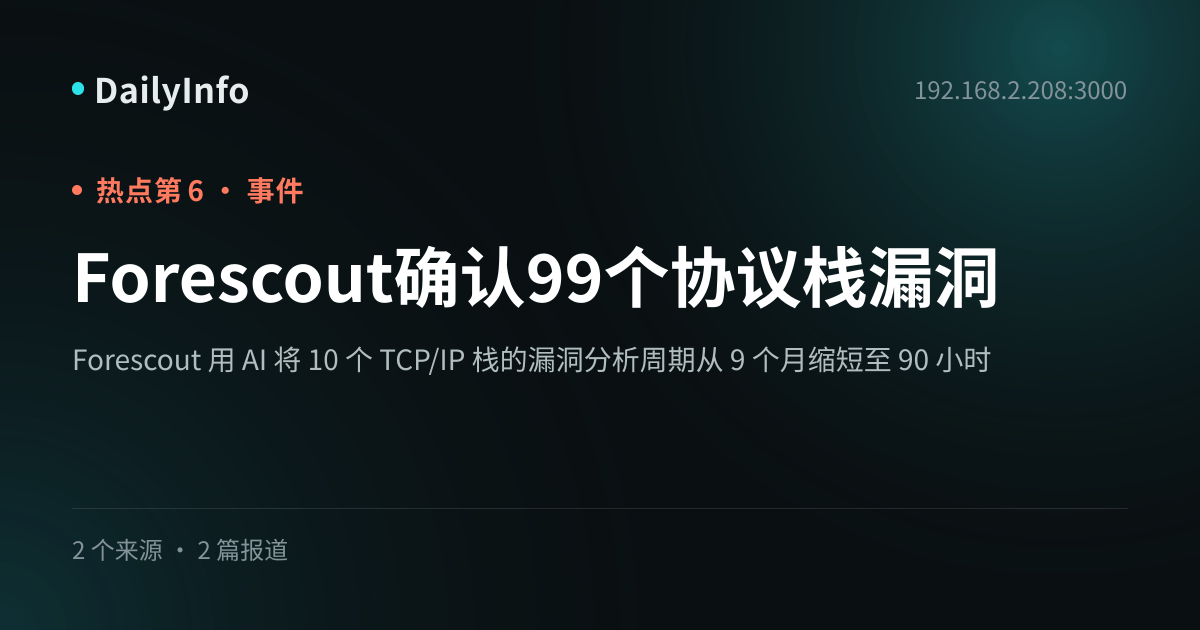 DailyInfo
192.168.2.208:3000
热点第 6 · 事件
Forescout确认99个协议栈漏洞
Forescout 用 AI 将 10 个 TCP/IP 栈的漏洞分析周期从 9 个月缩短至 90 小时
2 个来源 · 2 篇报道